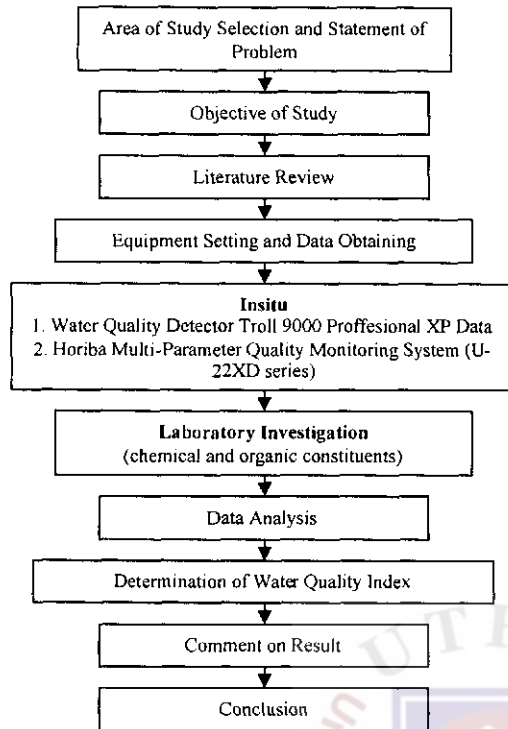 Area of Study Selection and Statement of
Problem
Objective of Study
Literature Review
Equipment Setting and Data Obtaining
Insitu
1. Water Quality Detector Troll 9000 Proffesional XP Data
2. Horiba Multi-Parameter Quality Monitoring System (U-
22XD series)
Laboratory Investigation
(chemical and organic constituents)
Data Analysis
Determination of Water Quality Index
Comment on Result
Conclusion